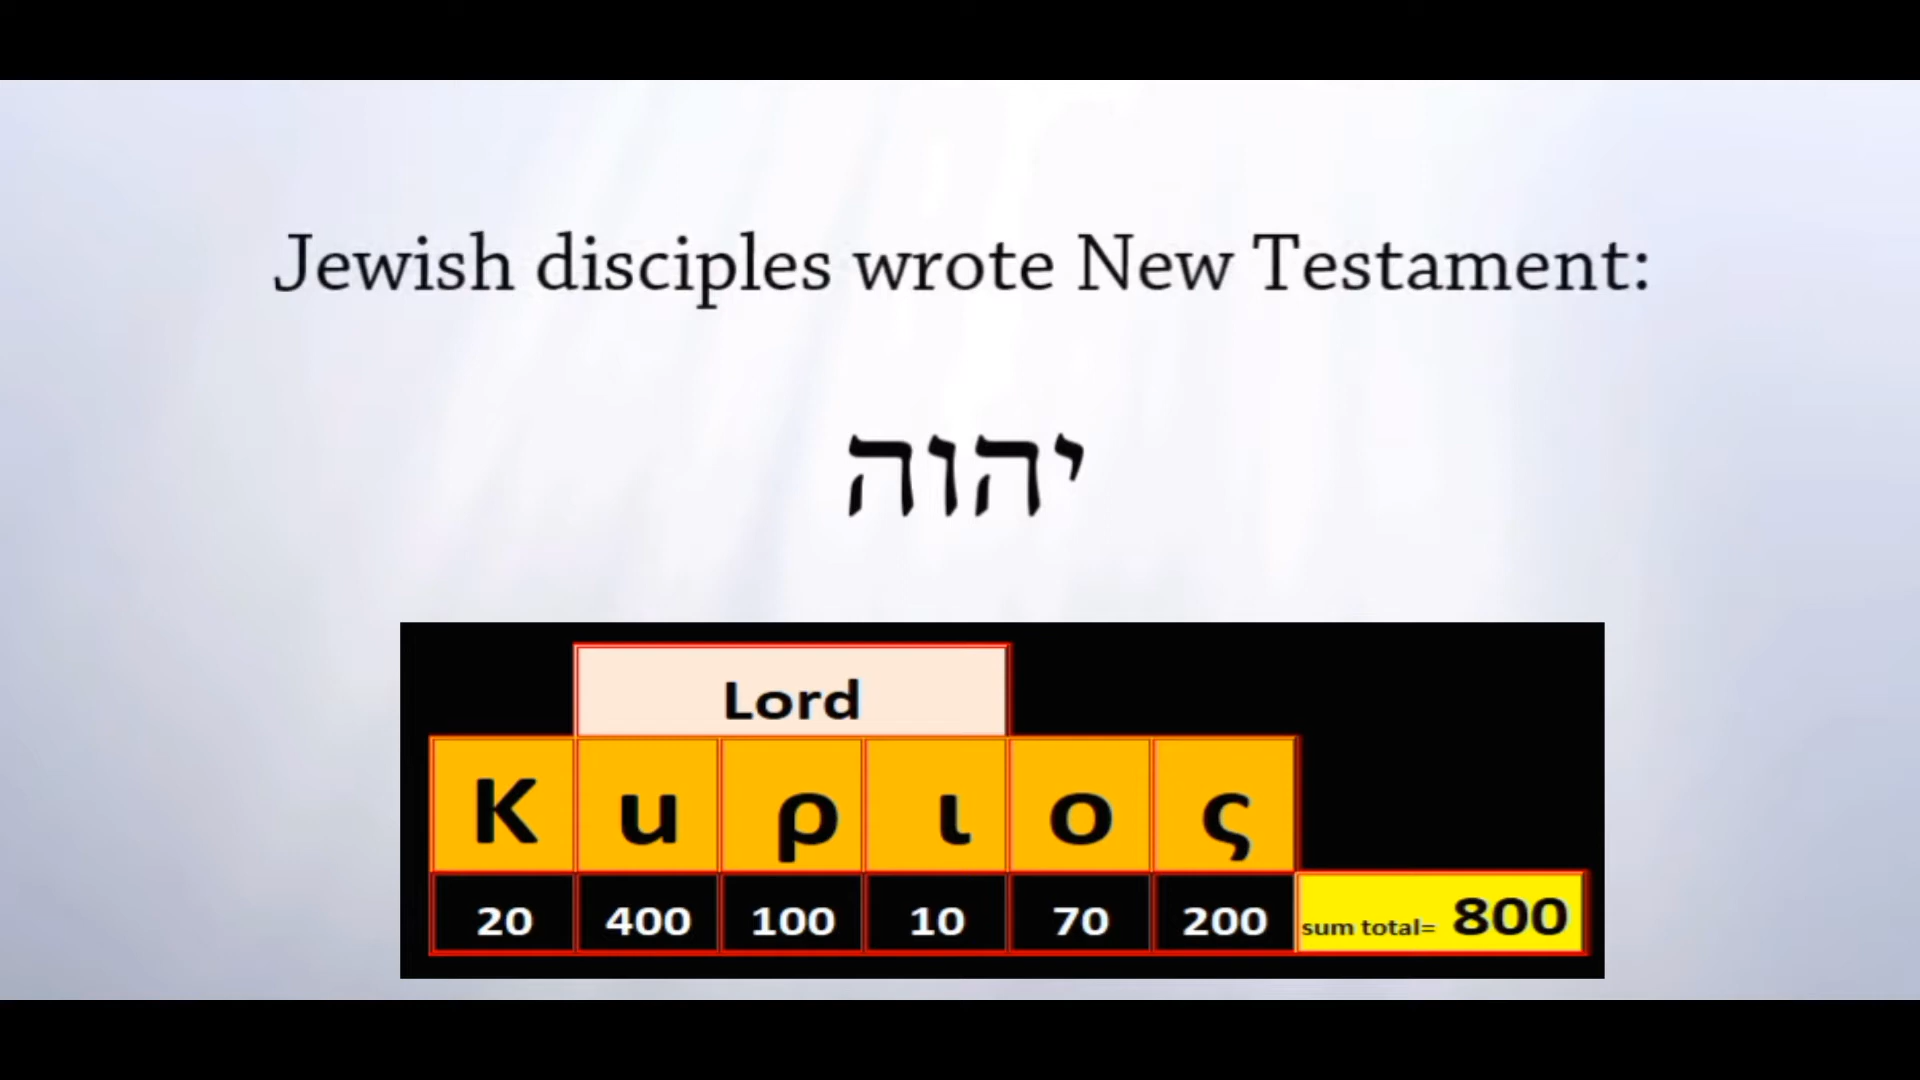 Jewish disciples wrote New Testament:
יהוה
Lord
Κ u ρ ι ο ς
20 400 100 10 70 200 sum total= 800